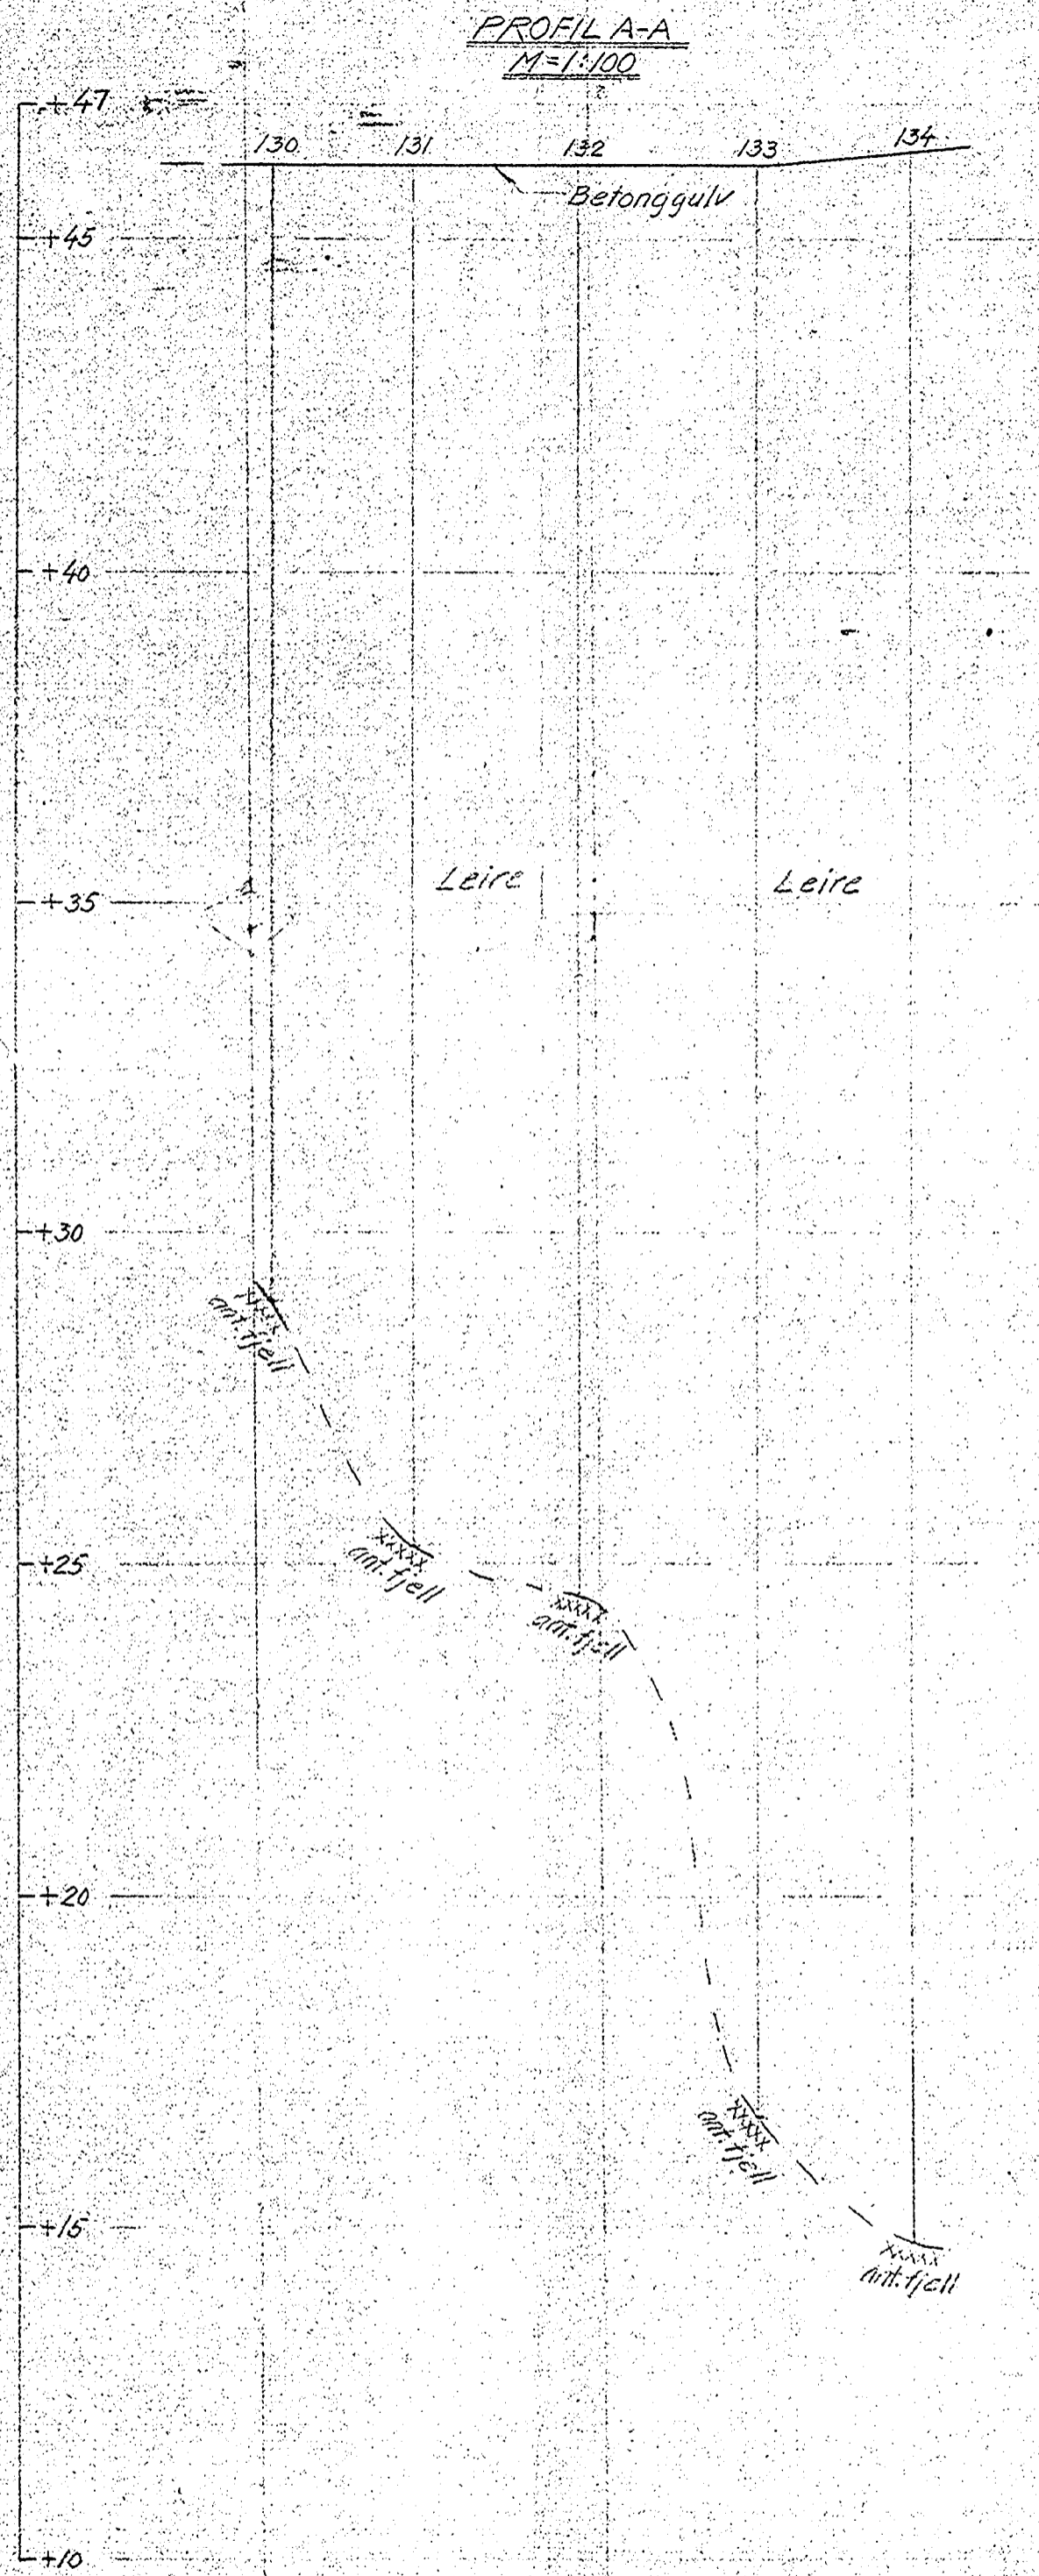 PROFIL A-A
M=1:100
+47
130 131 132 133 134
Betonggulv
+45
+40
Leire Leire
+35
+30
xxxx
ant.fjell
xxxxx
ant.fjell
+25
xxxxx
ant.fjell
+20
xxxxx
ant.fjell
+15
xxxxx
ant.fjell
+10